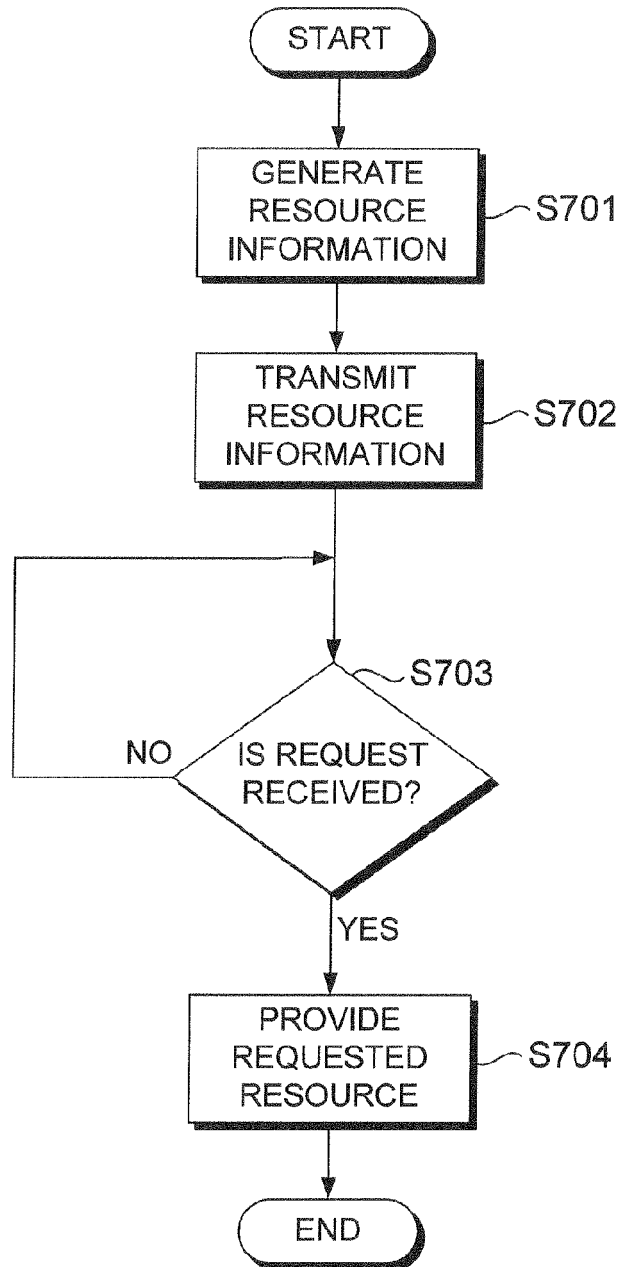 START
GENERATE
RESOURCE
INFORMATION
S701
TRANSMIT
RESOURCE
INFORMATION
S702
S703
NO
IS REQUEST
RECEIVED?
YES
PROVIDE
REQUESTED
RESOURCE
S704
END